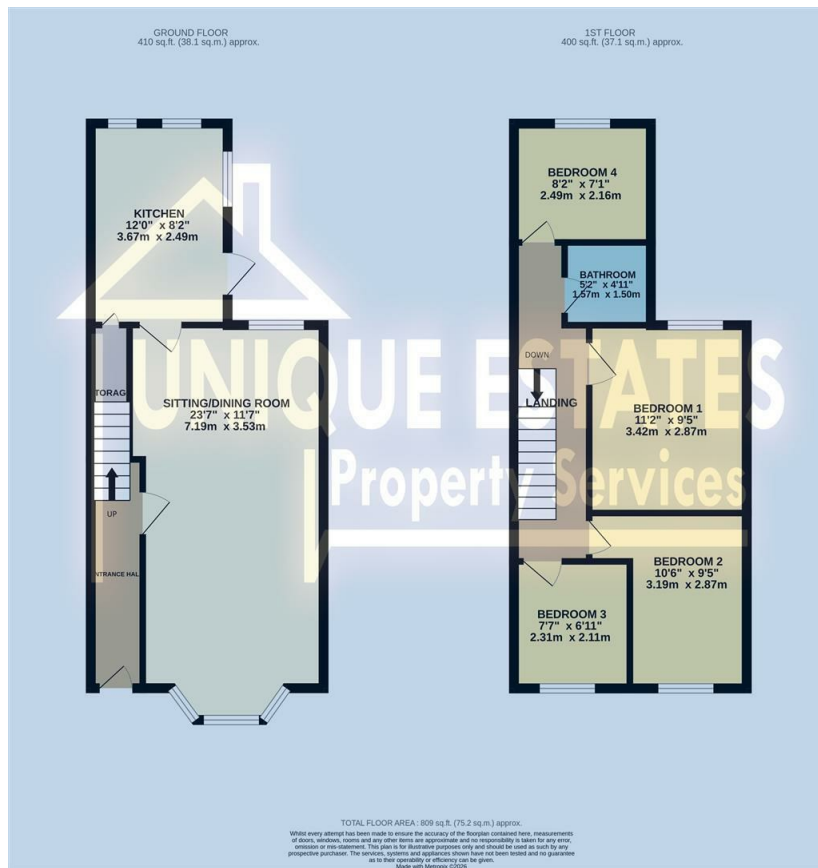 GROUND FLOOR
410 sq.ft. (38.1 sq.m.) approx.
1ST FLOOR
400 sq.ft. (37.1 sq.m.) approx.
KITCHEN
12'0" x 8'2"
3.67m x 2.49m
TORAG
SITTING/DINING ROOM
23'7" x 11'7"
7.19m x 3.53m
UP
NTRANCE HAL
BEDROOM 4
8'2" x 7'1"
2.49m x 2.16m
BATHROOM
5'2" x 4'11"
1.57m x 1.50m
DOWN
LANDING
BEDROOM 1
11'2" x 9'5"
3.42m x 2.87m
BEDROOM 2
10'6" x 9'5"
3.19m x 2.87m
BEDROOM 3
7'7" x 6'11"
2.31m x 2.11m
UNIQUE ESTATES
Property Services
TOTAL FLOOR AREA : 809 sq.ft. (75.2 sq.m.) approx.
Whilst every attempt has been made to ensure the accuracy of the floorplan contained here, measurements
of doors, windows, rooms and any other items are approximate and no responsibility is taken for any error,
omission or mis-statement. This plan is for illustrative purposes only and should be used as such by any
prospective purchaser. The services, systems and appliances shown have not been tested and no guarantee
as to their operability or efficiency can be given.
Made with Metropix ©2026